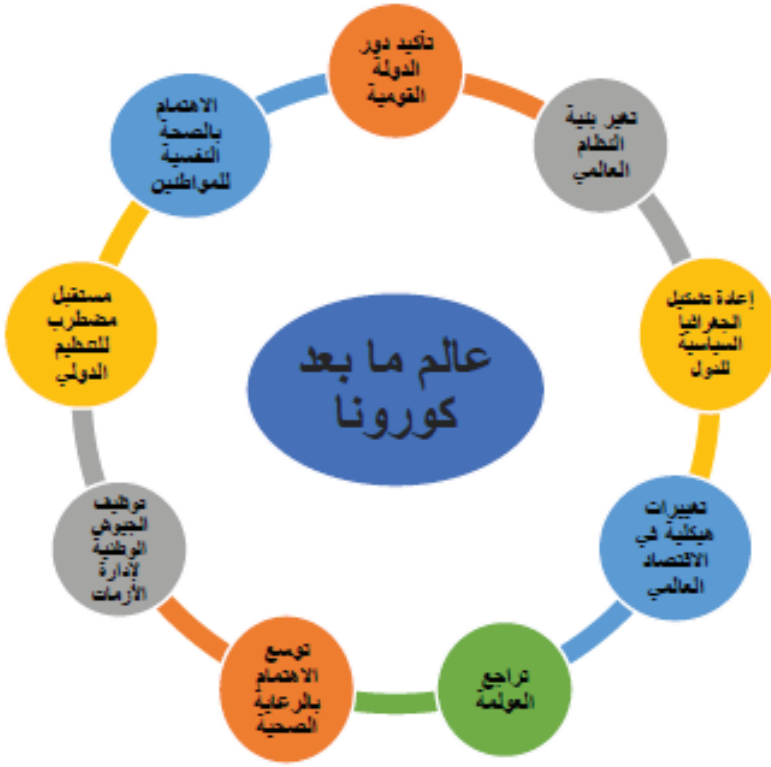 تأكيد دور
الدولة
القومية
تغير بنية
النظام
العالمي
إعادة تشكيل
الجغرافيا
السياسية
للدول
تغييرات
هيكلية في
الاقتصاد
العالمي
تراجع
العولمة
توسع
الاهتمام
بالرعاية
الصحية
توظيف
الجيوش
الوطنية
لإدارة
الأزمات
مستقبل
مضطرب
للتنظيم
الدولي
الاهتمام
بالصحة
النفسية
للمواطنين
عالم ما بعد
كورونا